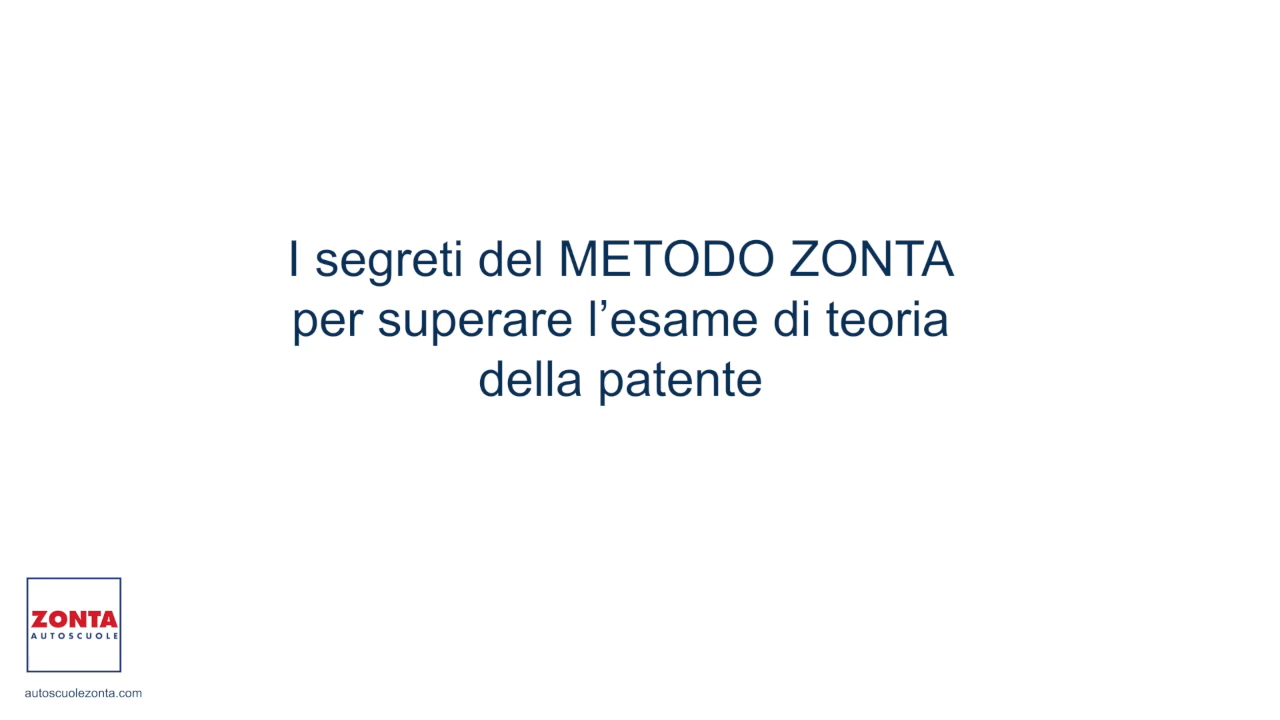 I segreti del METODO ZONTA
per superare l’esame di teoria
della patente
ZONTA
AUTOSCUOLE
autoscuolezonta.com